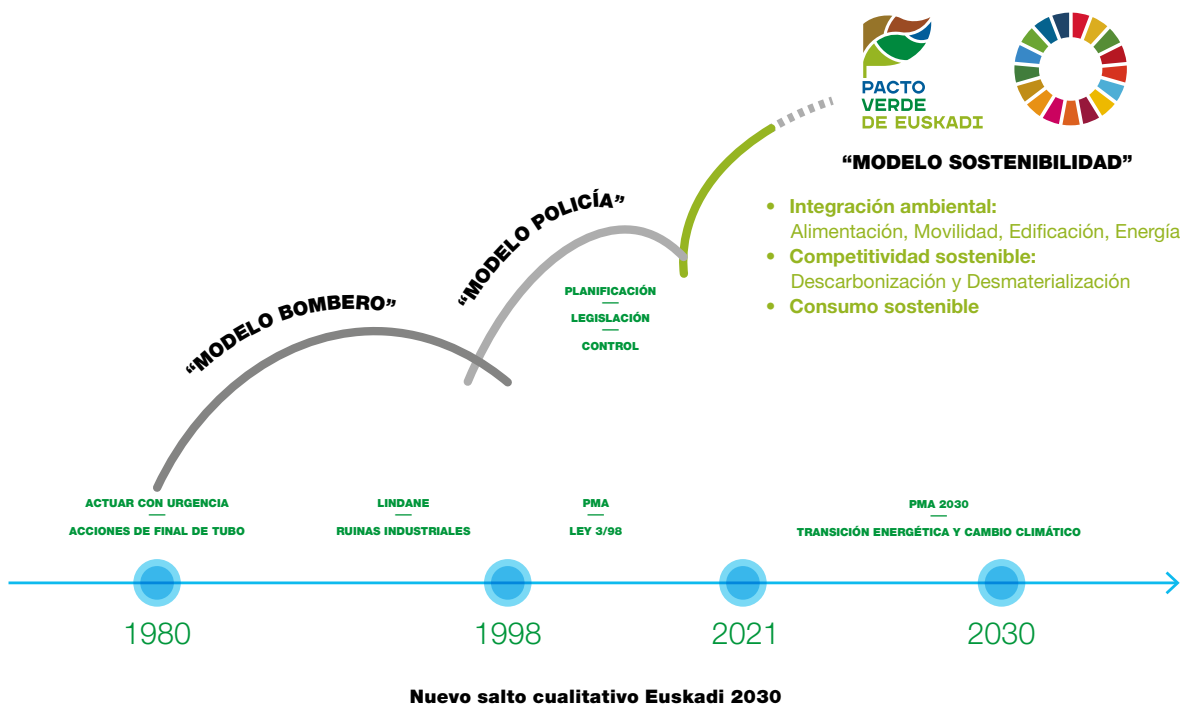 PACTO
VERDE
DE EUSKADI
“MODELO SOSTENIBILIDAD”
• Integración ambiental:
Alimentación, Movilidad, Edificación, Energía
• Competitividad sostenible:
Descarbonización y Desmaterialización
• Consumo sostenible
“MODELO POLICÍA”
PLANIFICACIÓN
LEGISLACIÓN
CONTROL
“MODELO BOMBERO”
ACTUAR CON URGENCIA
ACCIONES DE FINAL DE TUBO
LINDANE
RUINAS INDUSTRIALES
PMA
LEY 3/98
PMA 2030
TRANSICIÓN ENERGÉTICA Y CAMBIO CLIMÁTICO
1980
1998
2021
2030
Nuevo salto cualitativo Euskadi 2030